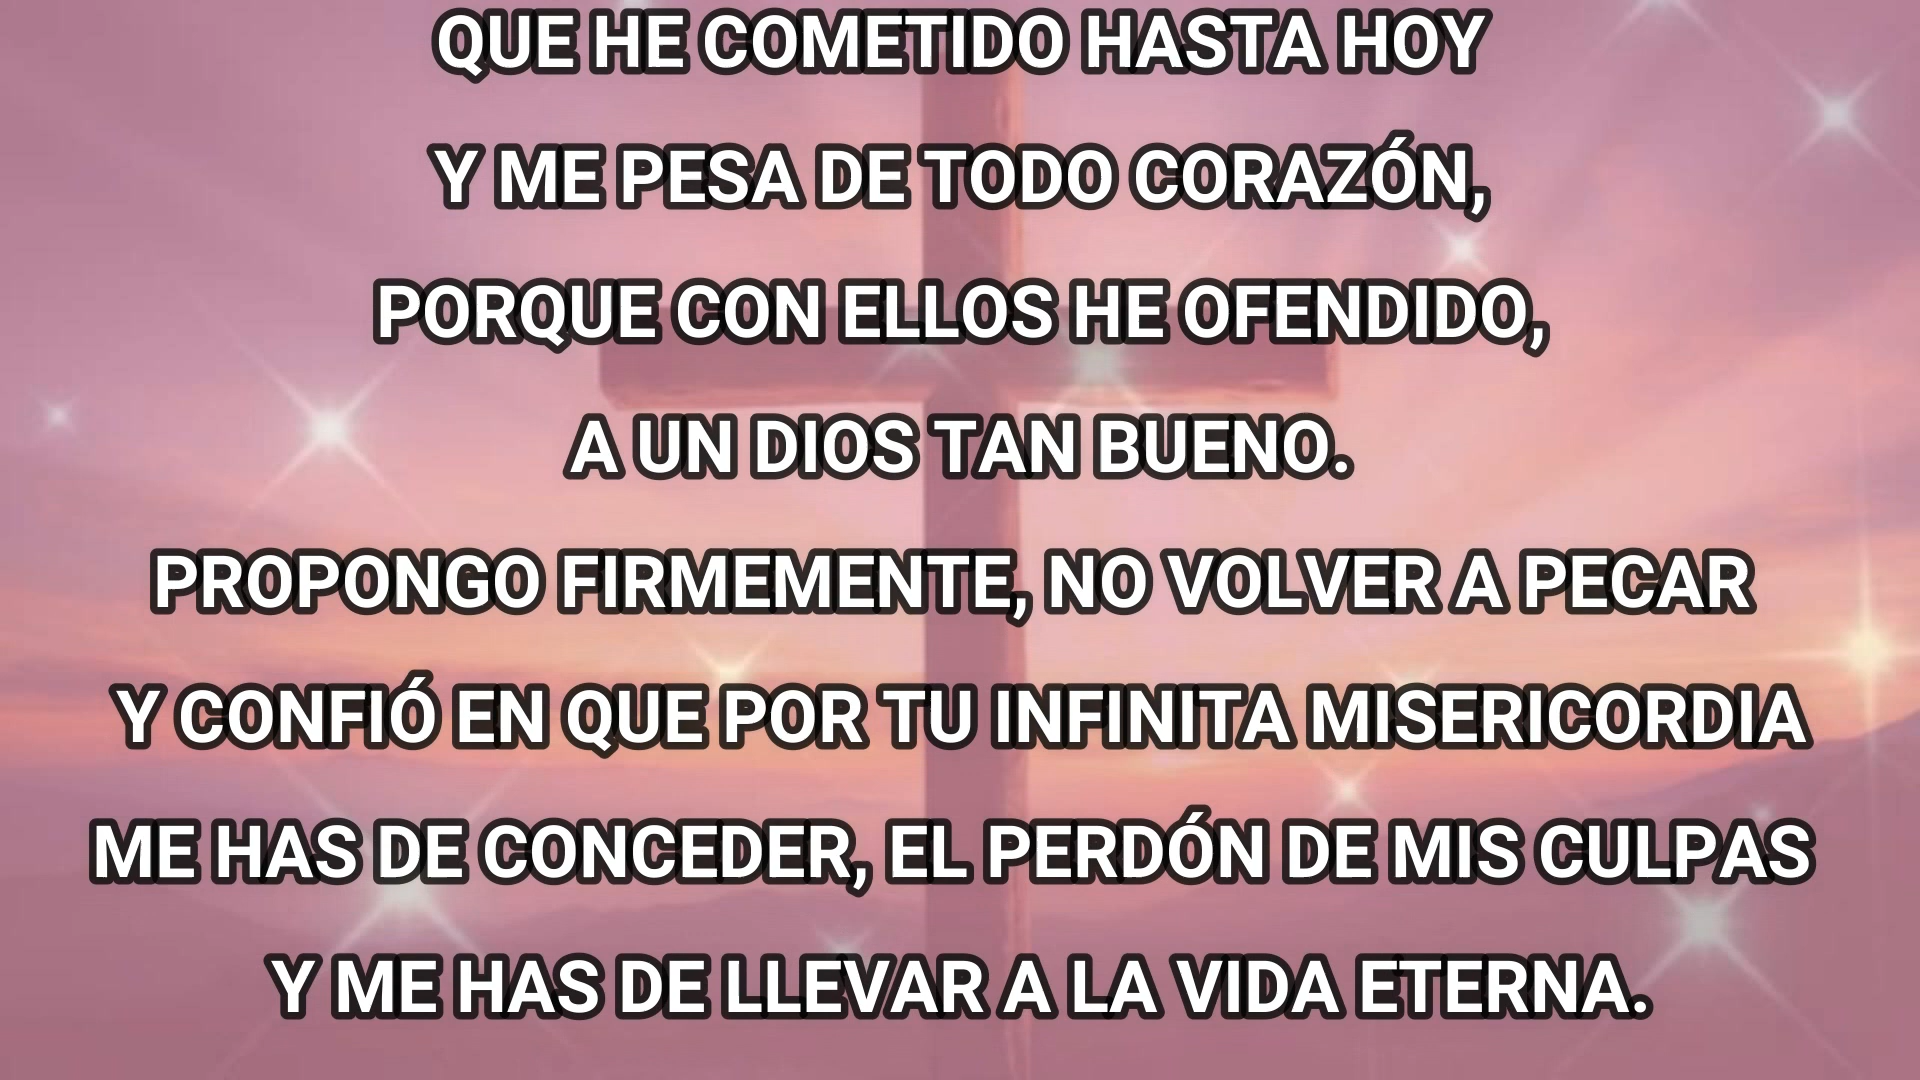 QUE HE COMETIDO HASTA HOY
Y ME PESA DE TODO CORAZÓN,
PORQUE CON ELLOS HE OFENDIDO,
A UN DIOS TAN BUENO.
PROPONGO FIRMEMENTE, NO VOLVER A PECAR
Y CONFIÓ EN QUE POR TU INFINITA MISERICORDIA
ME HAS DE CONCEDER, EL PERDÓN DE MIS CULPAS
Y ME HAS DE LLEVAR A LA VIDA ETERNA.